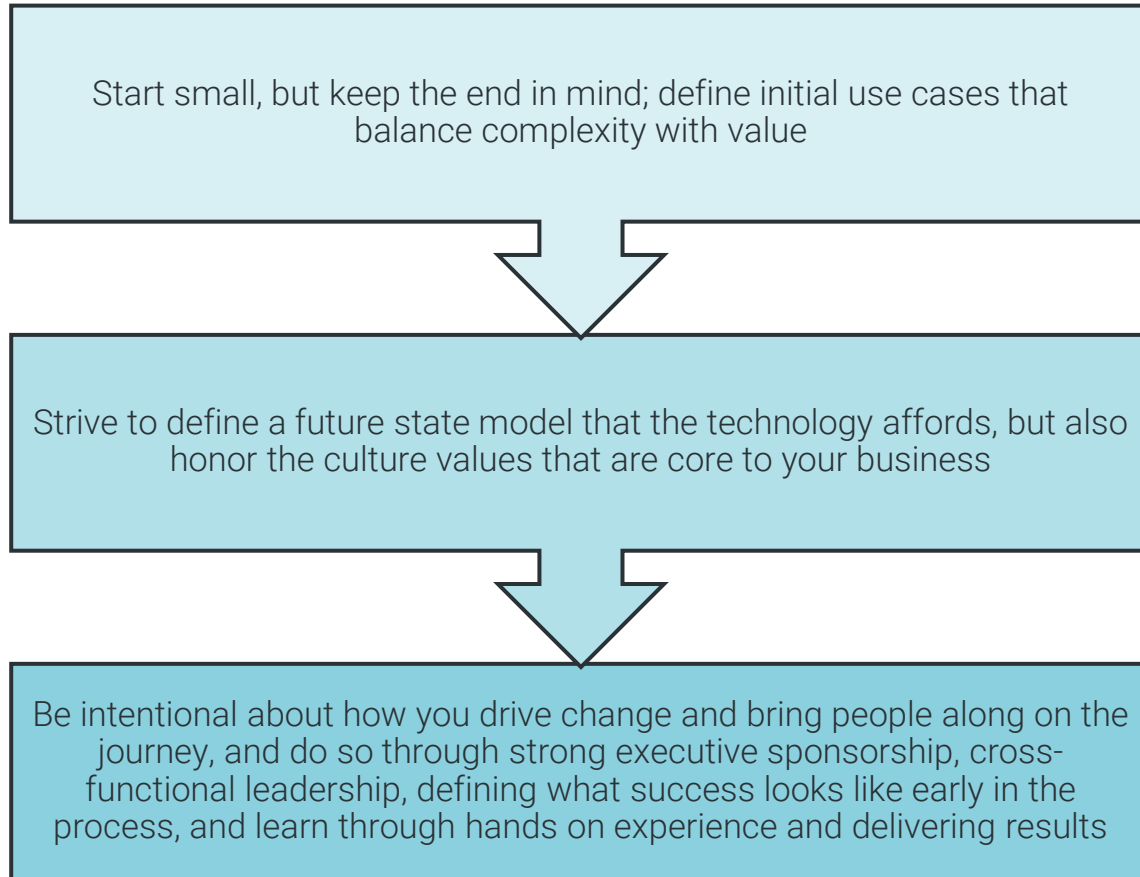 Start small, but keep the end in mind; define initial use cases that
balance complexity with value
Strive to define a future state model that the technology affords, but also
honor the culture values that are core to your business
Be intentional about how you drive change and bring people along on the
journey, and do so through strong executive sponsorship, cross-
functional leadership, defining what success looks like early in the
process, and learn through hands on experience and delivering results